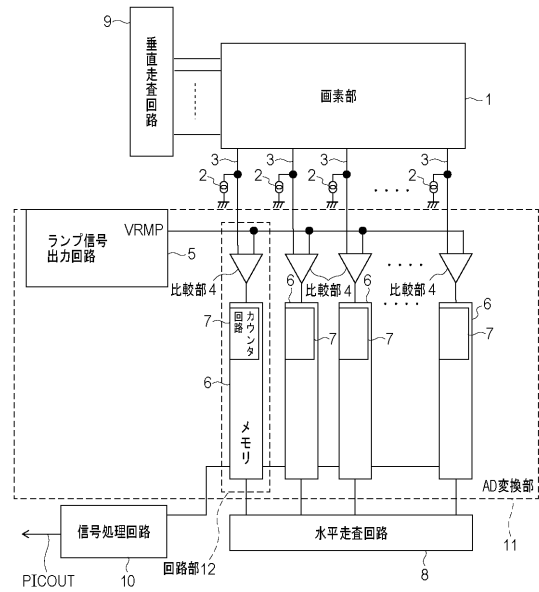 9
垂直走査回路
画素部
1
3
3
3
3
2
2
2
2
ランプ信号
出力回路
VRMP
5
比較部4
比較部4
比較部4
6
6
6
7
カウンタ
回路
7
7
7
6
メモリ
AD変換部
信号処理回路
水平走査回路
11
PICOUT
10
回路部12
8